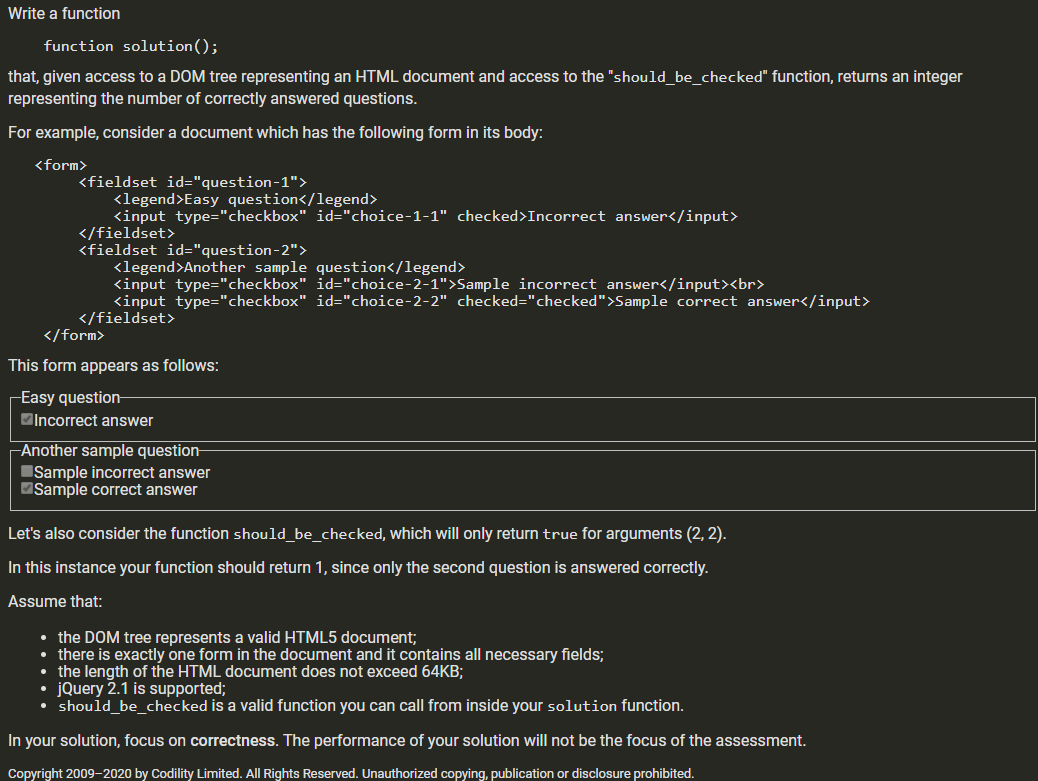 Write a function
function solution();
that, given access to a DOM tree representing an HTML document and access to the "should_be_checked" function, returns an integer
representing the number of correctly answered questions.
For example, consider a document which has the following form in its body:
<form>
<fieldset id="question-1">
<legend>Easy question</legend>
<input type="checkbox" id="choice-1-1" checked>Incorrect answer</input>
</fieldset>
<fieldset id="question-2">
<legend>Another sample question</legend>
<input type="checkbox" id="choice-2-1">Sample incorrect answer</input><br>
<input type="checkbox" id="choice-2-2" checked="checked">Sample correct answer</input>
</fieldset>
</form>
This form appears as follows:
Easy question
Incorrect answer
Another sample question
Sample incorrect answer
Sample correct answer
Let's also consider the function should_be_checked, which will only return true for arguments (2, 2).
In this instance your function should return 1, since only the second question is answered correctly.
Assume that:
• the DOM tree represents a valid HTML5 document;
• there is exactly one form in the document and it contains all necessary fields;
• the length of the HTML document does not exceed 64KB;
• jQuery 2.1 is supported;
• should_be_checked is a valid function you can call from inside your solution function.
In your solution, focus on correctness. The performance of your solution will not be the focus of the assessment.
Copyright 2009–2020 by Codility Limited. All Rights Reserved. Unauthorized copying, publication or disclosure prohibited.